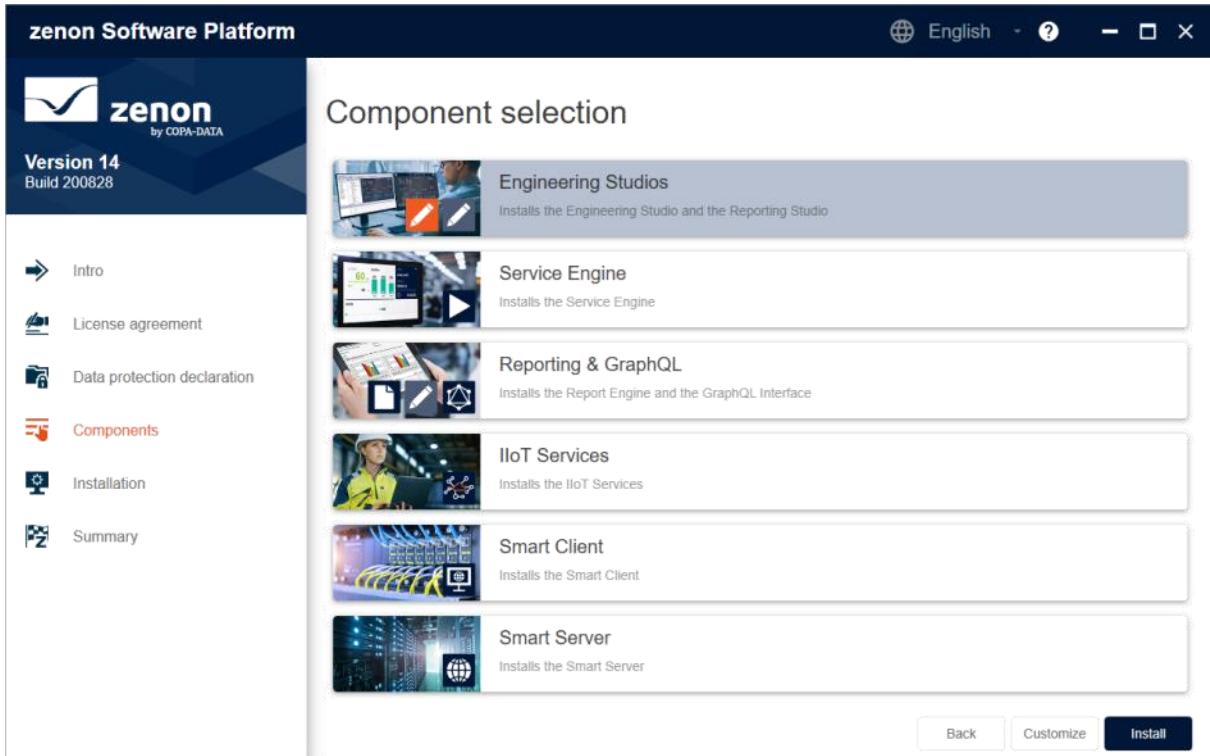 zenon Software Platform
English
zenon
by COPA-DATA
Version 14
Build 200828
Intro
License agreement
Data protection declaration
Components
Installation
Summary
Component selection
Engineering Studios
Installs the Engineering Studio and the Reporting Studio
Service Engine
Installs the Service Engine
Reporting & GraphQL
Installs the Report Engine and the GraphQL Interface
IIoT Services
Installs the IIoT Services
Smart Client
Installs the Smart Client
Smart Server
Installs the Smart Server
Back
Customize
Install